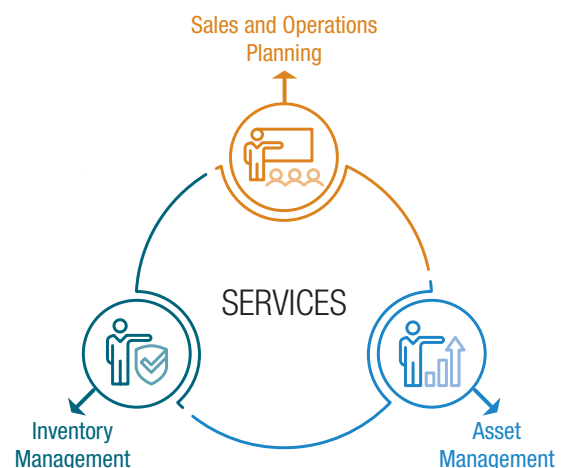 Sales and Operations
Planning
SERVICES
Inventory
Management
Asset
Management